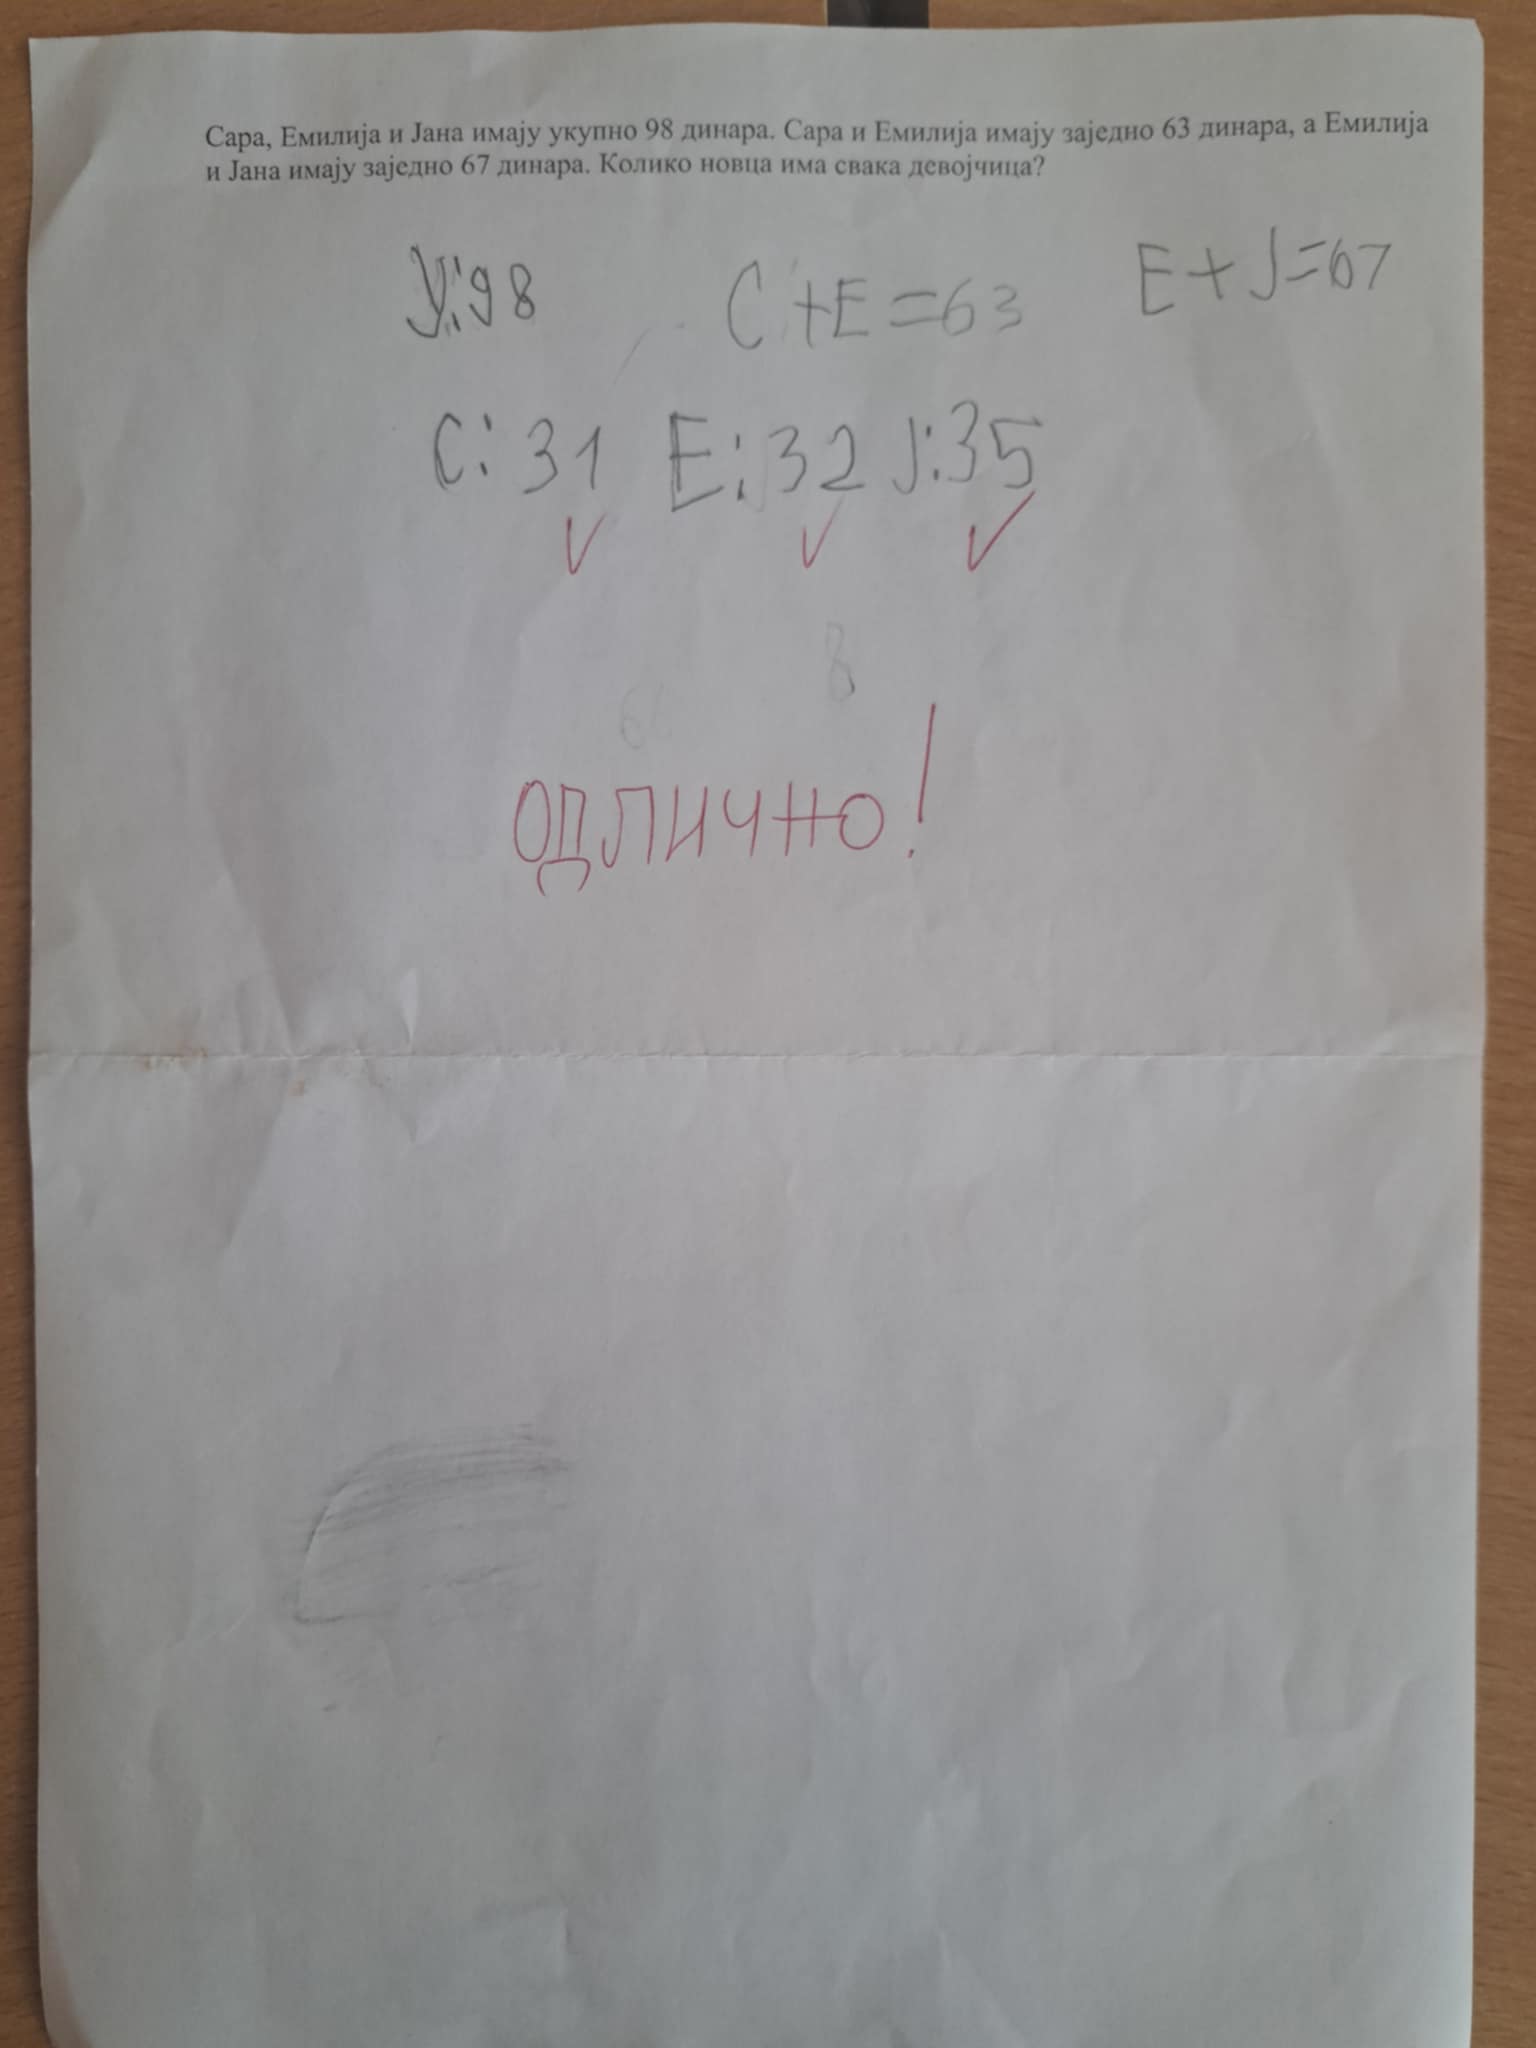 Сара, Емилија и Јана имају укупно 98 динара. Сара и Емилија имају заједно 63 динара, а Емилија
и Јана имају заједно 67 динара. Колико новца има свака девојчица?
У:98 С+Е=63 Е+Ј=67
С:31 Е:32 Ј:35
ОДЛИЧНО!